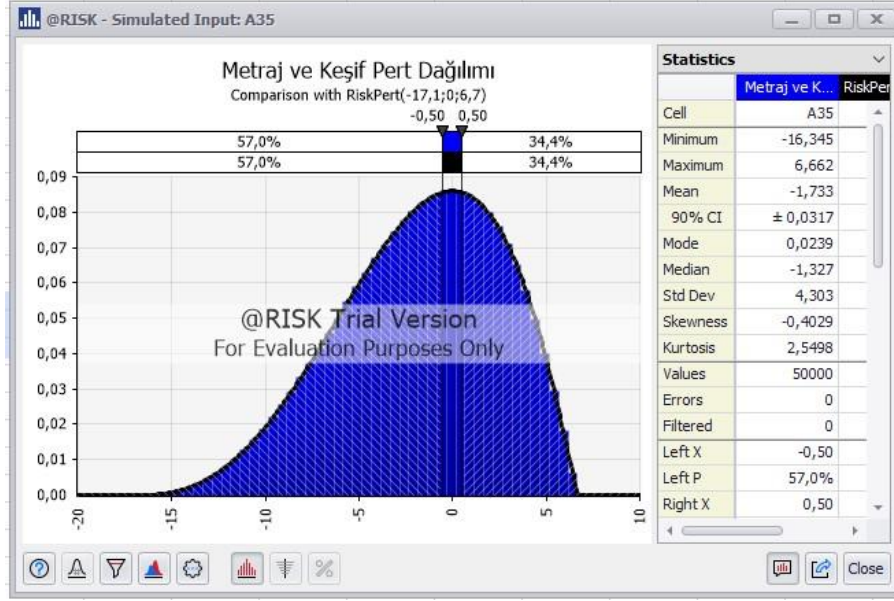 @RISK - Simulated Input: A35
Metraj ve Keşif Pert Dağılımı
Comparison with RiskPert(-17,1;0;6,7)
-0,50 0,50
57,0% 34,4%
57,0% 34,4%
0,09
0,08
0,07
0,06
0,05
0,04
0,03
0,02
0,01
0,00
-20 -15 -10 -5 0 5 10
@RISK Trial Version
For Evaluation Purposes Only
Statistics
Metraj ve K... RiskPer
Cell A35
Minimum -16,345
Maximum 6,662
Mean -1,733
90% CI ± 0,0317
Mode 0,0239
Median -1,327
Std Dev 4,303
Skewness -0,4029
Kurtosis 2,5498
Values 50000
Errors 0
Filtered 0
Left X -0,50
Left P 57,0%
Right X 0,50
Close